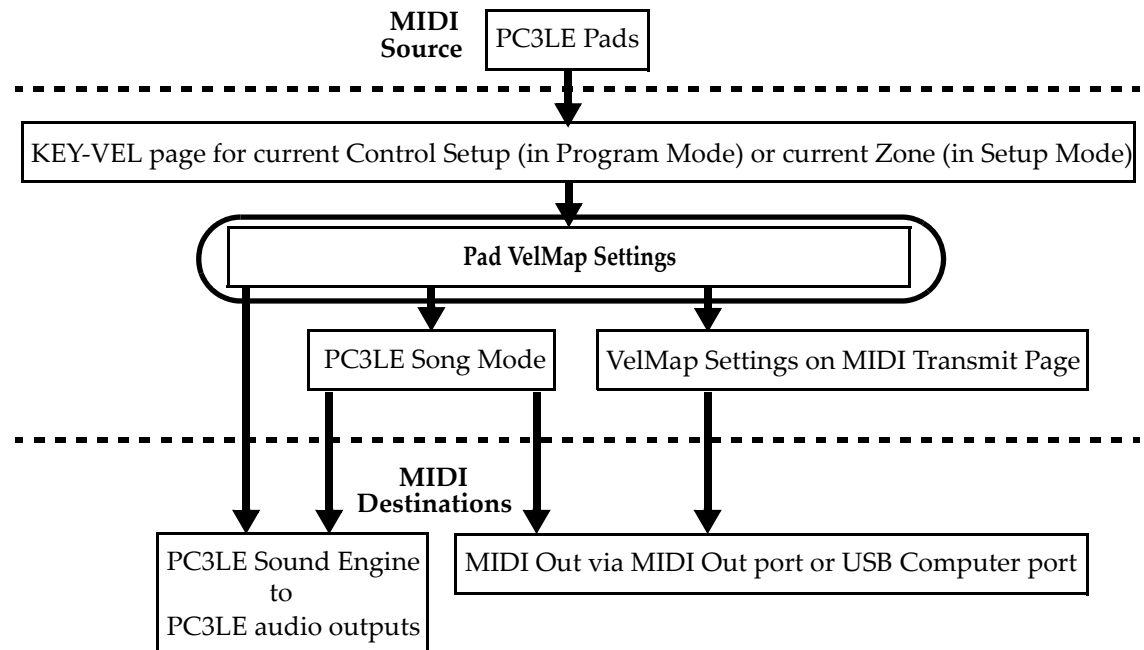 MIDI
Source
PC3LE Pads
KEY-VEL page for current Control Setup (in Program Mode) or current Zone (in Setup Mode)
Pad VelMap Settings
PC3LE Song Mode
VelMap Settings on MIDI Transmit Page
MIDI
Destinations
PC3LE Sound Engine
to
PC3LE audio outputs
MIDI Out via MIDI Out port or USB Computer port